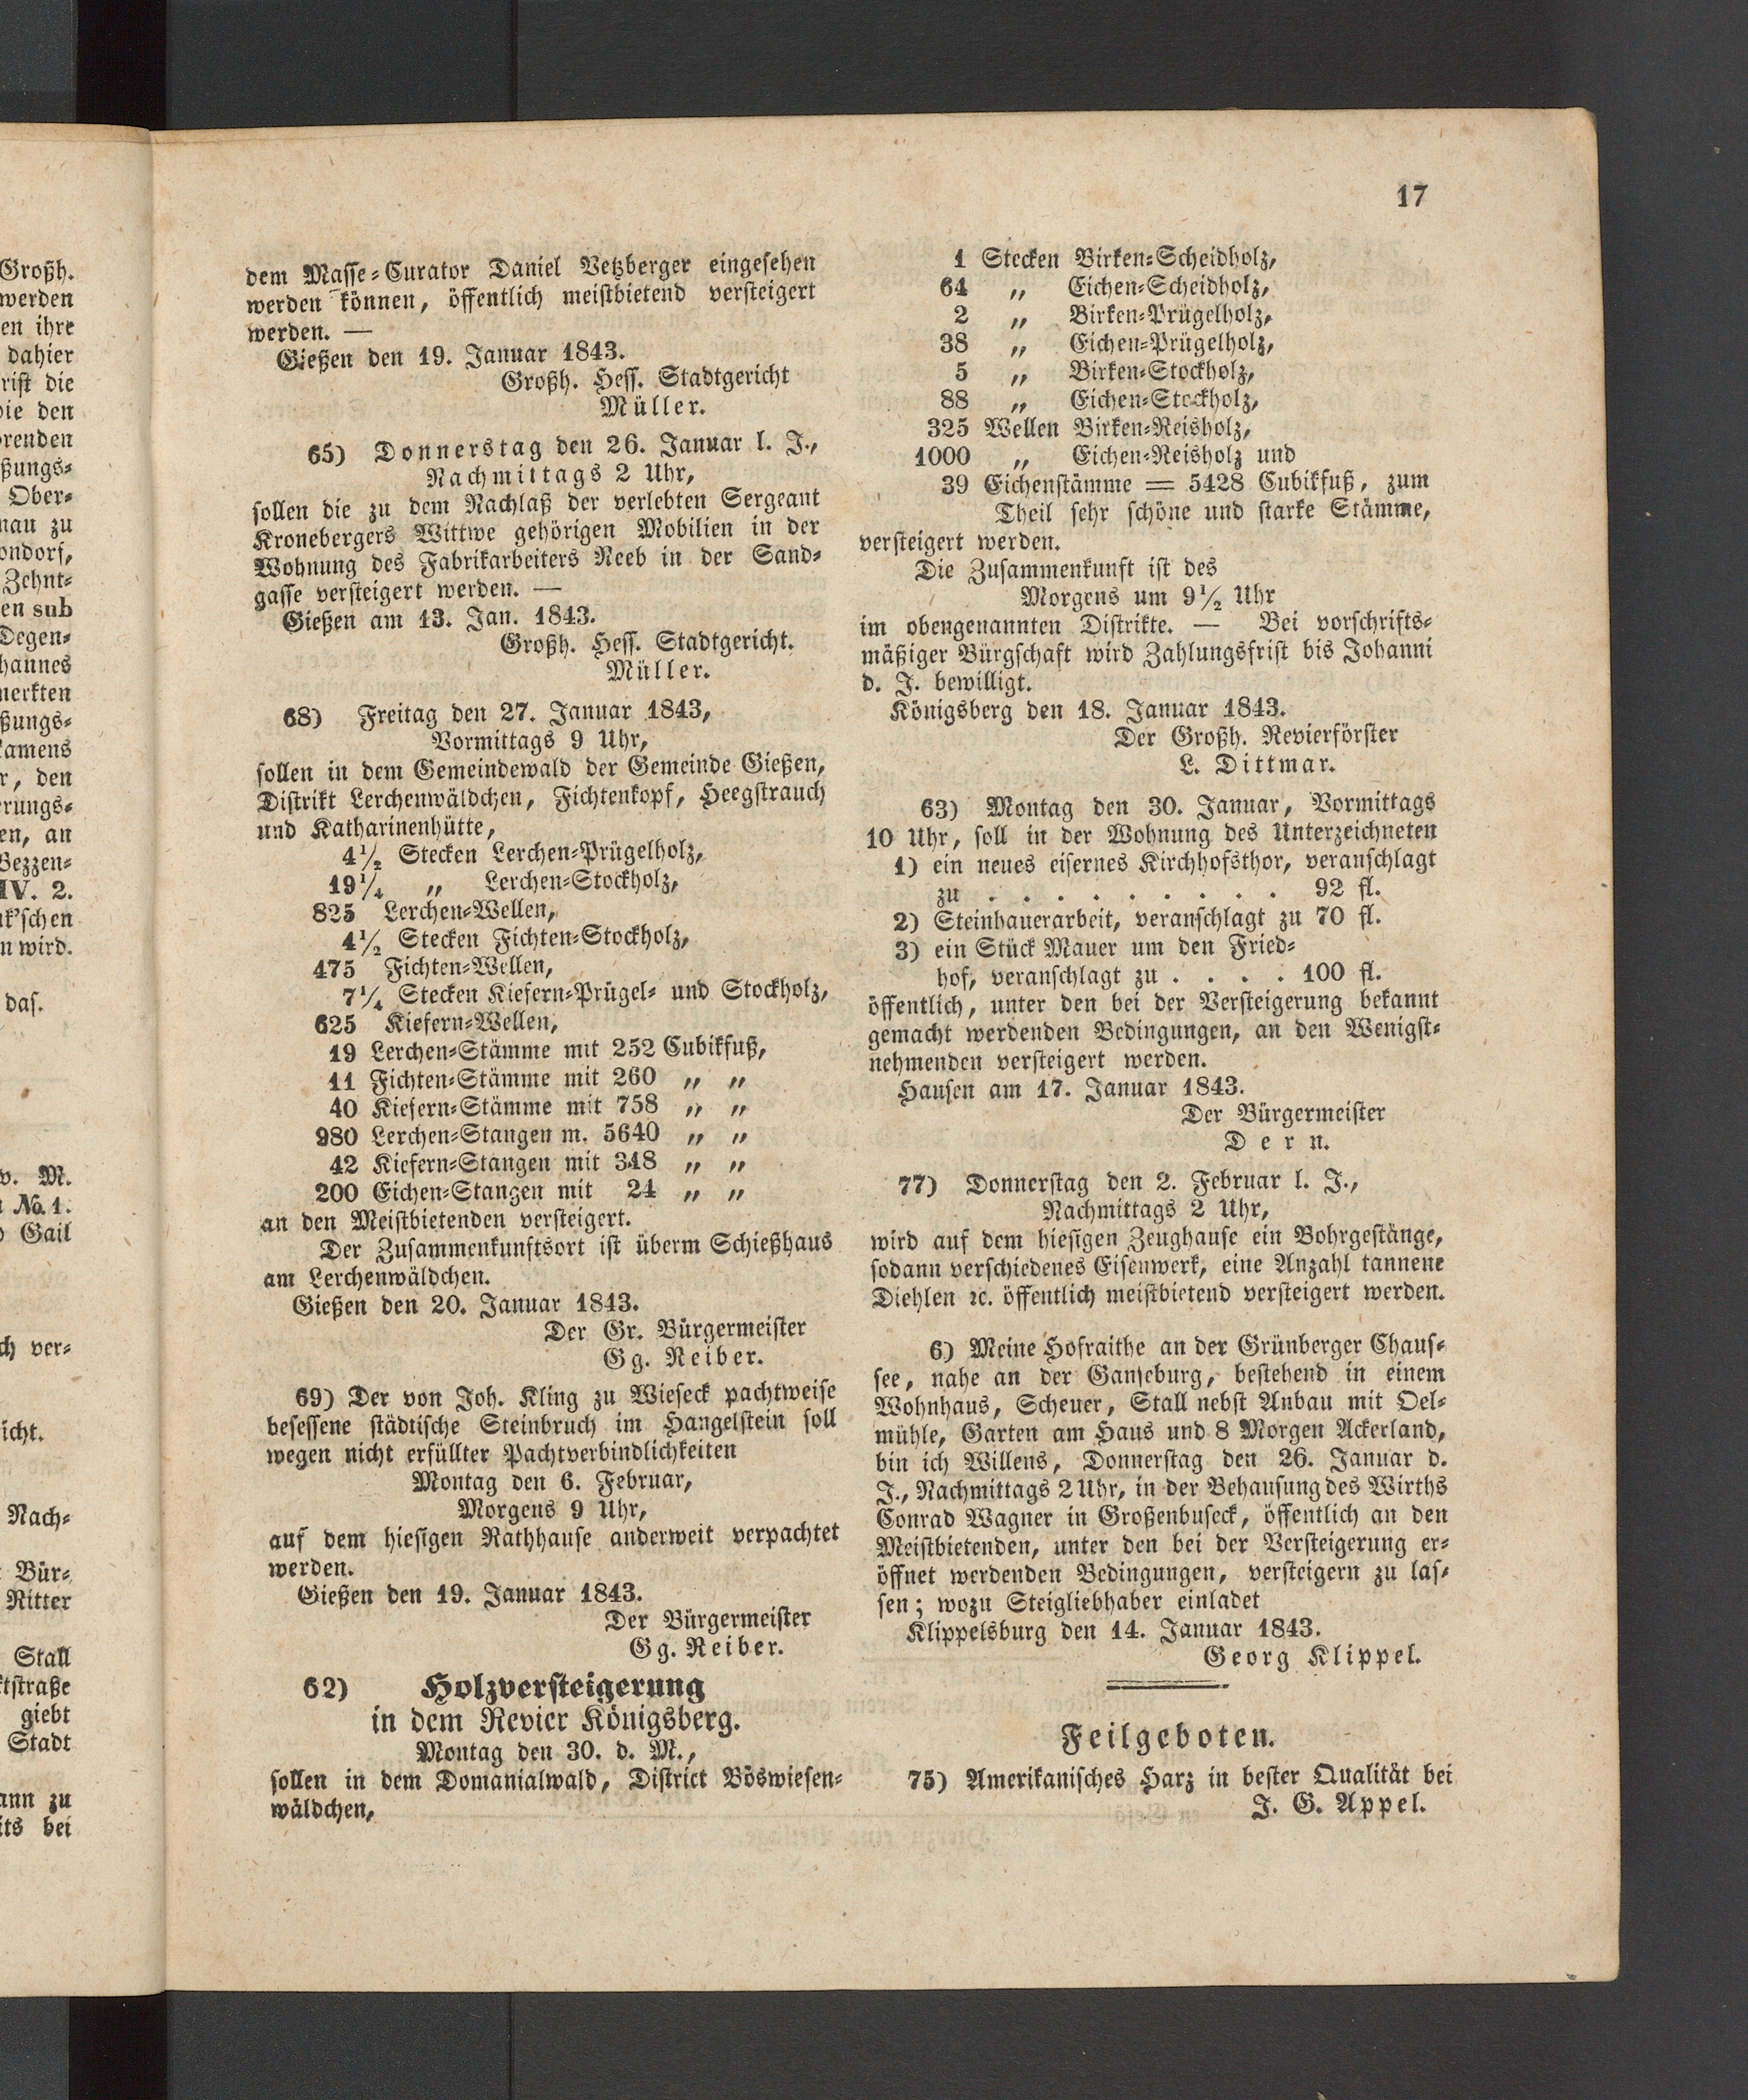 17
dem Masse-Curator Daniel Vetzberger eingesehen
werden können, öffentlich meistbietend versteigert
werden. —
Gießen den 19. Januar 1843.
Großh. Hess. Stadtgericht
Müller.
65) Donnerstag den 26. Januar l. J.,
Nachmittags 2 Uhr,
sollen die zu dem Nachlaß der verlebten Sergeant
Kronebergers Wittwe gehörigen Mobilien in der
Wohnung des Fabrikarbeiters Reeb in der Sand-
gasse versteigert werden. —
Gießen am 13. Jan. 1843.
Großh. Hess. Stadtgericht.
Müller.
68) Freitag den 27. Januar 1843,
Vormittags 9 Uhr,
sollen in dem Gemeindewald der Gemeinde Gießen,
Distrikt Lerchenwäldchen, Fichtenkopf, Heegstrauch
und Katharinenhütte,
4½ Stecken Lerchen-Prügelholz,
19¼ „ Lerchen-Stockholz,
825 Lerchen-Wellen,
4½ Stecken Fichten-Stockholz,
475 Fichten-Wellen,
7¼ Stecken Kiefern-Prügel- und Stockholz,
625 Kiefern-Wellen,
19 Lerchen-Stämme mit 252 Cubikfuß,
11 Fichten-Stämme mit 260 „ „
40 Kiefern-Stämme mit 758 „ „
980 Lerchen-Stangen m. 5640 „ „
42 Kiefern-Stangen mit 348 „ „
200 Eichen-Stangen mit 24 „ „
an den Meistbietenden versteigert.
Der Zusammenkunftsort ist überm Schießhaus
am Lerchenwäldchen.
Gießen den 20. Januar 1843.
Der Gr. Bürgermeister
Gg. Reiber.
69) Der von Joh. Kling zu Wieseck pachtweise
besessene städtische Steinbruch im Hangelstein soll
wegen nicht erfüllter Pachtverbindlichkeiten
Montag den 6. Februar,
Morgens 9 Uhr,
auf dem hiesigen Rathhause anderweit verpachtet
werden.
Gießen den 19. Januar 1843.
Der Bürgermeister
Gg. Reiber.
62) Holzversteigerung
in dem Revier Königsberg.
Montag den 30. d. M.,
sollen in dem Domanialwald, District Böswiesen-
wäldchen,
1 Stecken Birken-Scheidholz,
64 „ Eichen-Scheidholz,
2 „ Birken-Prügelholz,
38 „ Eichen-Prügelholz,
5 „ Birken-Stockholz,
88 „ Eichen-Stockholz,
325 Wellen Birken-Reisholz,
1000 „ Eichen-Reisholz und
39 Eichenstämme = 5428 Cubikfuß, zum
Theil sehr schöne und starke Stämme,
versteigert werden.
Die Zusammenkunft ist des
Morgens um 9½ Uhr
im obengenannten Distrikte. — Bei vorschrifts-
mäßiger Bürgschaft wird Zahlungsfrist bis Johanni
d. J. bewilligt.
Königsberg den 18. Januar 1843.
Der Großh. Revierförster
L. Dittmar.
63) Montag den 30. Januar, Vormittags
10 Uhr, soll in der Wohnung des Unterzeichneten
1) ein neues eisernes Kirchhofsthor, veranschlagt
zu . . . . . . . . . . 92 fl.
2) Steinhauerarbeit, veranschlagt zu 70 fl.
3) ein Stück Mauer um den Fried-
hof, veranschlagt zu . . . . 100 fl.
öffentlich, unter den bei der Versteigerung bekannt
gemacht werdenden Bedingungen, an den Wenigst-
nehmenden versteigert werden.
Hausen am 17. Januar 1843.
Der Bürgermeister
Dern.
77) Donnerstag den 2. Februar l. J.,
Nachmittags 2 Uhr,
wird auf dem hiesigen Zeughause ein Bohrgestänge,
sodann verschiedenes Eisenwerk, eine Anzahl tannene
Diehlen ꝛc. öffentlich meistbietend versteigert werden.
6) Meine Hofraithe an der Grünberger Chaus-
see, nahe an der Ganseburg, bestehend in einem
Wohnhaus, Scheuer, Stall nebst Anbau mit Oel-
mühle, Garten am Haus und 8 Morgen Ackerland,
bin ich Willens, Donnerstag den 26. Januar d.
J., Nachmittags 2 Uhr, in der Behausung des Wirths
Conrad Wagner in Großenbuseck, öffentlich an den
Meistbietenden, unter den bei der Versteigerung er-
öffnet werdenden Bedingungen, versteigern zu las-
sen; wozu Steigliebhaber einladet
Klippelsburg den 14. Januar 1843.
Georg Klippel.
Feilgeboten.
75) Amerikanisches Harz in bester Qualität bei
J. G. Appel.